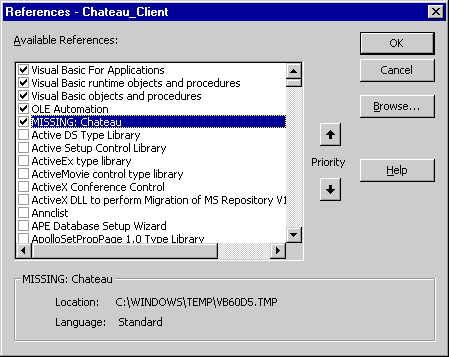 References - Chateau_Client
Available References:
OK
Visual Basic For Applications
Visual Basic runtime objects and procedures
Visual Basic objects and procedures
OLE Automation
MISSING: Chateau
Active DS Type Library
Active Setup Control Library
ActiveEx type library
ActiveMovie control type library
ActiveX Conference Control
ActiveX DLL to perform Migration of MS Repository V1
Annclist
APE Database Setup Wizard
ApolloSetPropPage 1.0 Type Library
Cancel
Browse...
Priority
Help
MISSING: Chateau
Location: C:\WINDOWS\TEMP\VB60D5.TMP
Language: Standard